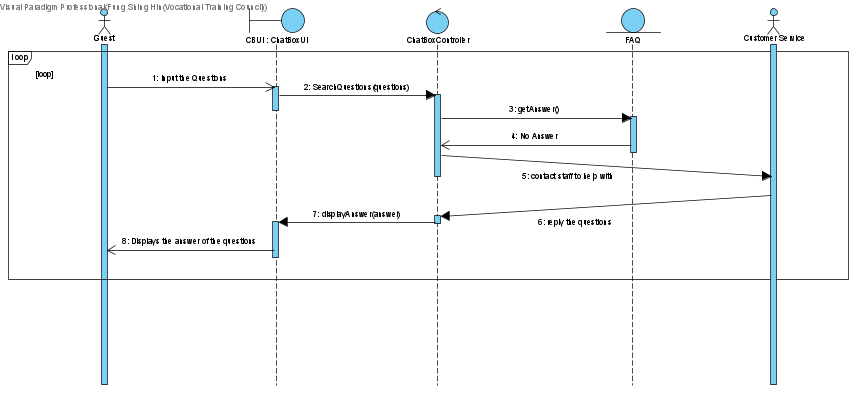 Visual Paradigm Professional(Fung Shing Hin(Vocational Training Council))
Guest
CBUI : ChatBoxUI
ChatBoxController
FAQ
Customer Service
loop
[loop]
1: Input the Questions
2: SearchQuestions(questions)
3: getAnswer()
4: No Answer
5: contact staff to help with
6: reply the questions
7: displayAnswer(answer)
8: Displays the answer of the questions